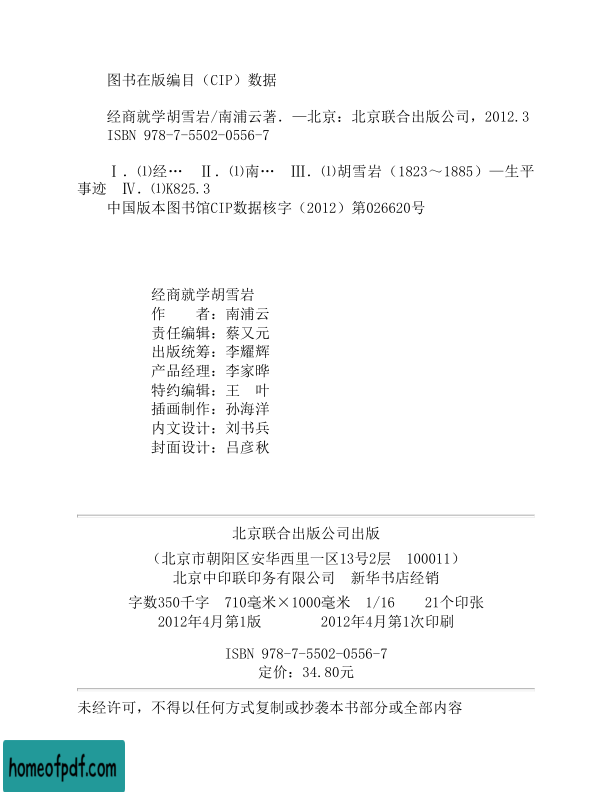 图书在版编目（CIP）数据
经商就学胡雪岩/南浦云著．—北京：北京联合出版公司，2012.3
ISBN 978-7-5502-0556-7
Ⅰ．⑴经…　Ⅱ．⑴南…　Ⅲ．⑴胡雪岩（1823～1885）—生平
事迹　Ⅳ．⑴K825.3
中国版本图书馆CIP数据核字（2012）第026620号
经商就学胡雪岩
作　　者：南浦云
责任编辑：蔡又元
出版统筹：李耀辉
产品经理：李家晔
特约编辑：王　叶
插画制作：孙海洋
内文设计：刘书兵
封面设计：吕彦秋
北京联合出版公司出版
（北京市朝阳区安华西里一区13号2层　100011）
北京中印联印务有限公司　新华书店经销
字数350千字　710毫米×1000毫米　1/16　　21个印张
2012年4月第1版　　　　2012年4月第1次印刷
ISBN 978-7-5502-0556-7
定价：34.80元
未经许可，不得以任何方式复制或抄袭本书部分或全部内容
homeofpdf.com